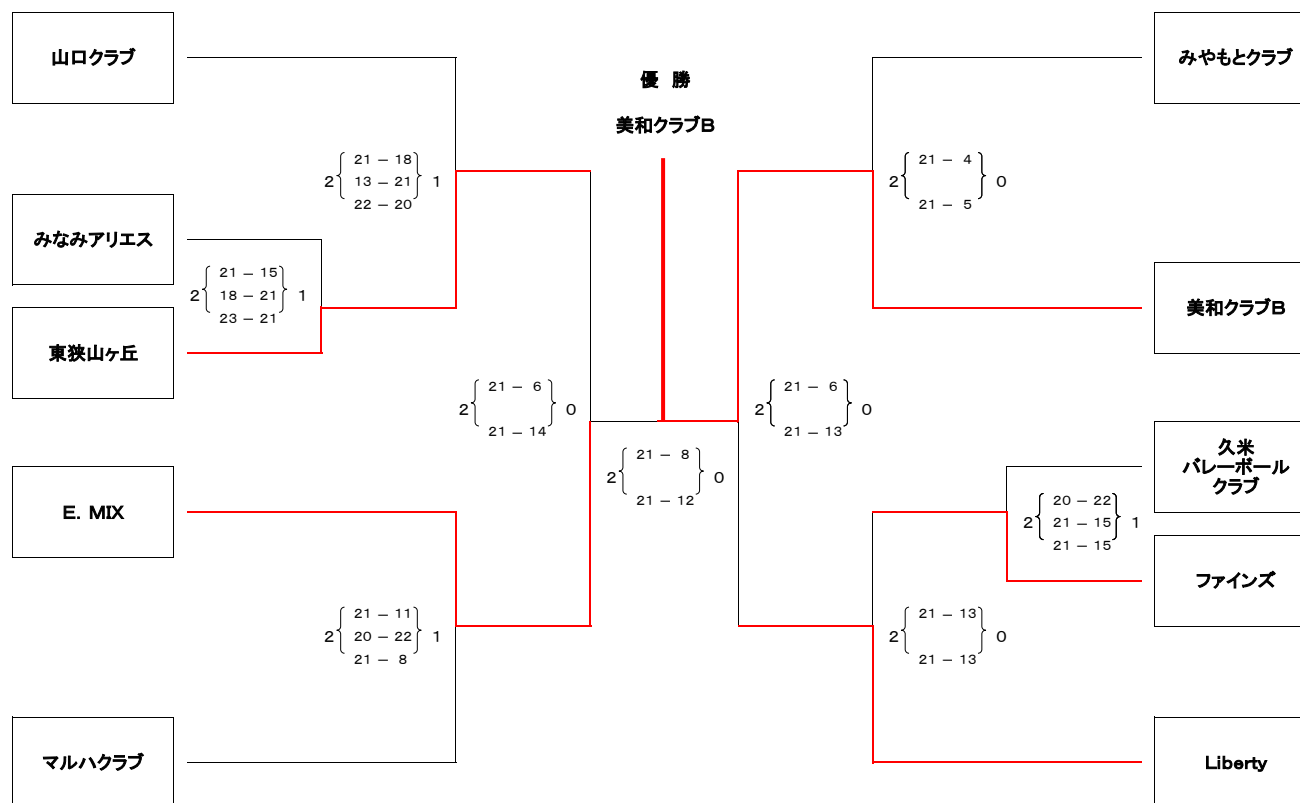 山口クラブ
みやもとクラブ
優 勝
美和クラブB
21 － 18
2 13 － 21 1
22 － 20
21 － 4
2 0
21 － 5
みなみアリエス
21 － 15
2 18 － 21 1
23 － 21
東狭山ヶ丘
美和クラブB
21 － 6
2 0
21 － 14
21 － 6
2 0
21 － 13
21 － 8
2 0
21 － 12
久米
バレーボール
クラブ
20 － 22
2 21 － 15 1
21 － 15
E. MIX
ファインズ
21 － 11
2 20 － 22 1
21 － 8
21 － 13
2 0
21 － 13
マルハクラブ
Liberty